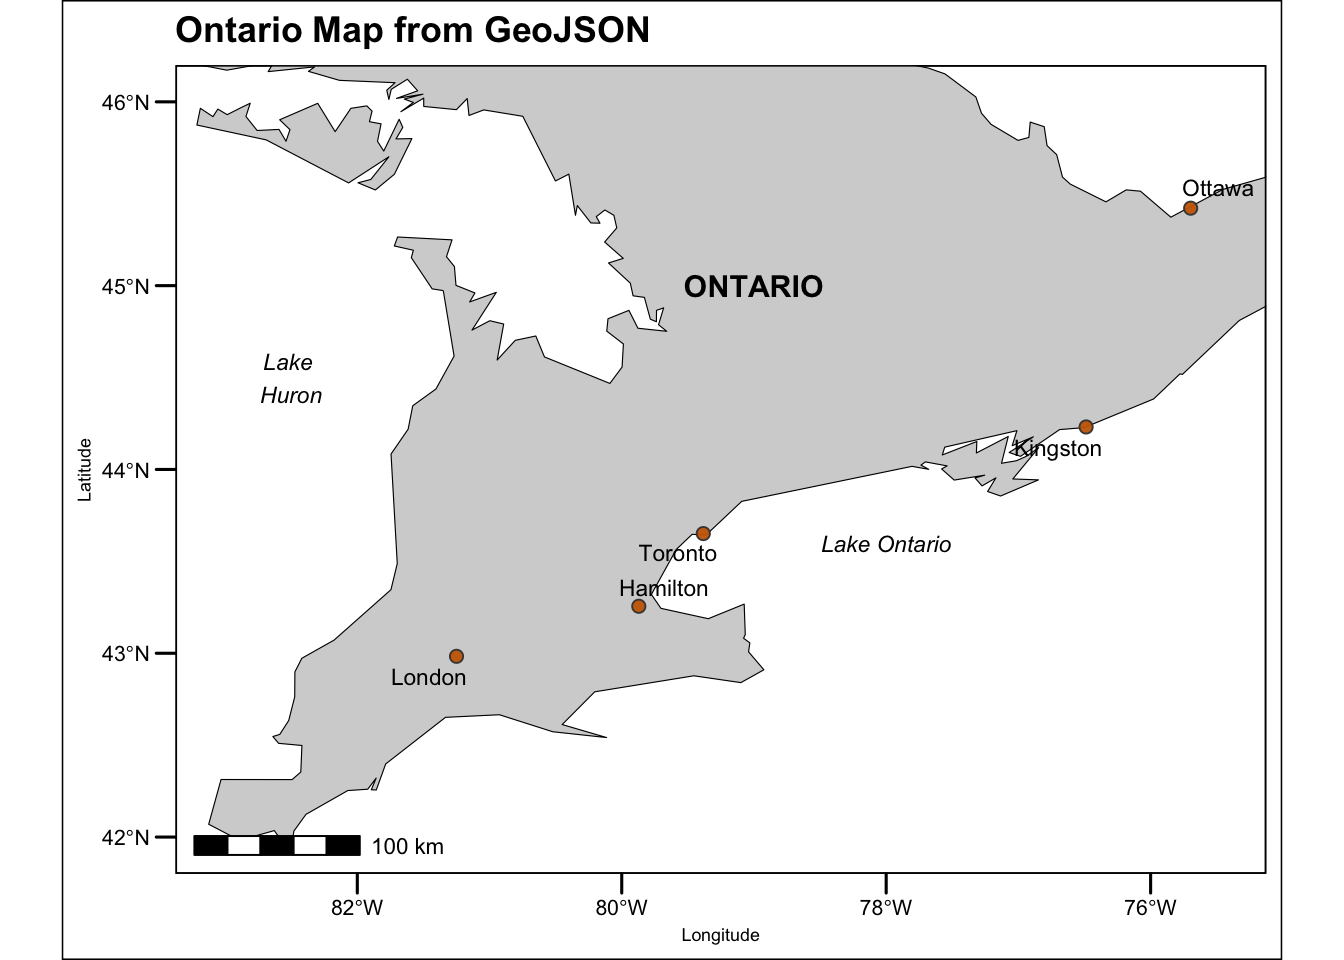 Ontario Map from GeoJSON
46°N
Ottawa
45°N
ONTARIO
Lake
Huron
Latitude
44°N
Kingston
Lake Ontario
Toronto
Hamilton
43°N
London
42°N
100 km
82°W
80°W
78°W
76°W
Longitude